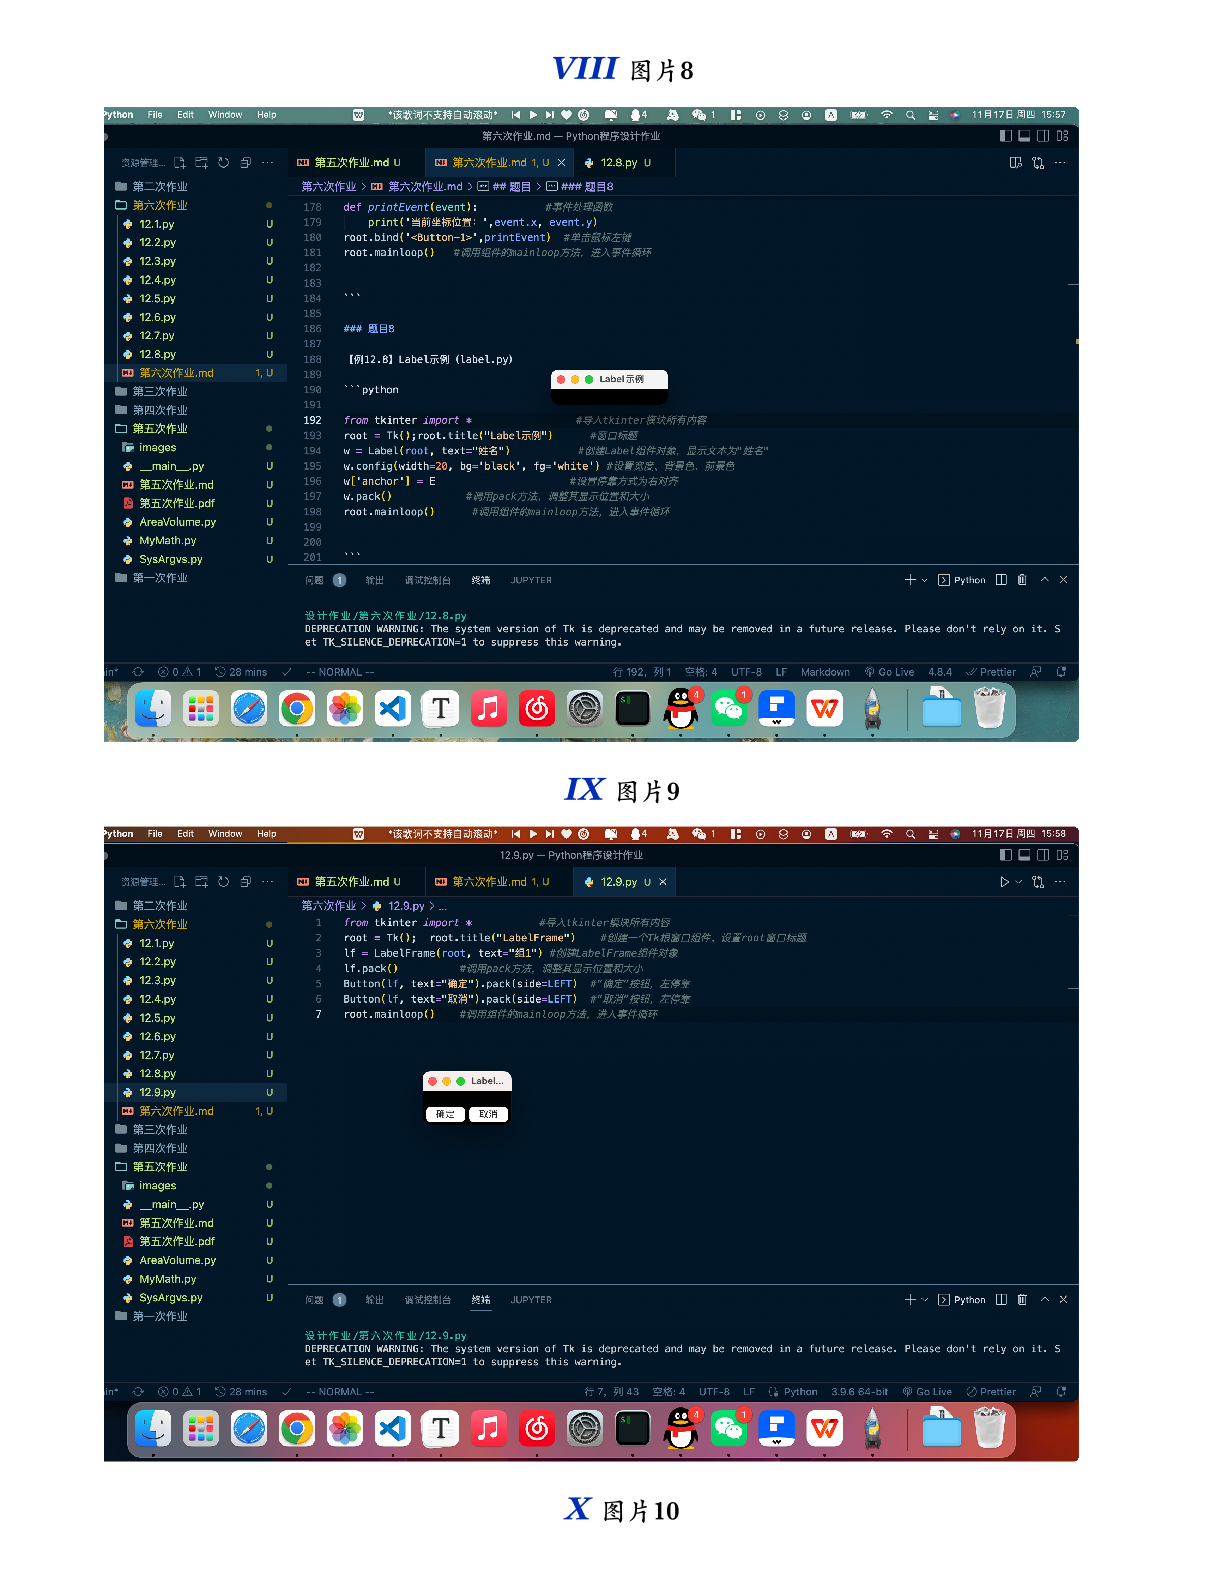 VIII 图片8
Python File Edit Window Help *该歌词不支持自动滚动* 4 1 11月17日 周四 15:57
第六次作业.md — Python程序设计作业
资源管理... 第五次作业.md U 第六次作业.md 1, U 12.8.py U
第六次作业 > 第六次作业.md > ## 题目 > ### 题目8
第二次作业
第六次作业
12.1.py U
12.2.py U
12.3.py U
12.4.py U
12.5.py U
12.6.py U
12.7.py U
12.8.py U
第六次作业.md 1, U
第三次作业
第四次作业
第五次作业
images
__main__.py U
第五次作业.md U
第五次作业.pdf U
AreaVolume.py U
MyMath.py U
SysArgvs.py U
第一次作业
178 def printEvent(event): #事件处理函数
179 print('当前坐标位置：',event.x, event.y)
180 root.bind('<Button-1>',printEvent) #单击鼠标左键
181 root.mainloop() #调用组件的mainloop方法，进入事件循环
182
183
184 ```
185
186 ### 题目8
187
188 【例12.8】Label示例 (label.py)
189
190 ```python
191
192 from tkinter import * #导入tkinter模块所有内容
193 root = Tk();root.title("Label示例") #窗口标题
194 w = Label(root, text="姓名") #创建Label组件对象，显示文本为"姓名"
195 w.config(width=20, bg='black', fg='white') #设置宽度、背景色、前景色
196 w['anchor'] = E #设置停靠方式为右对齐
197 w.pack() #调用pack方法，调整其显示位置和大小
198 root.mainloop() #调用组件的mainloop方法，进入事件循环
199
200
201 ```
Label示例
问题 1 输出 调试控制台 终端 JUPYTER Python
设计作业/第六次作业/12.8.py
DEPRECATION WARNING: The system version of Tk is deprecated and may be removed in a future release. Please don't rely on it. S
et TK_SILENCE_DEPRECATION=1 to suppress this warning.
in* 0 1 28 mins -- NORMAL -- 行 192，列 1 空格: 4 UTF-8 LF Markdown Go Live 4.8.4 Prettier
4 1
IX 图片9
Python File Edit Window Help *该歌词不支持自动滚动* 4 1 11月17日 周四 15:58
12.9.py — Python程序设计作业
资源管理... 第五次作业.md U 第六次作业.md 1, U 12.9.py U
第六次作业 > 12.9.py > ...
第二次作业
第六次作业
12.1.py U
12.2.py U
12.3.py U
12.4.py U
12.5.py U
12.6.py U
12.7.py U
12.8.py U
12.9.py U
第六次作业.md 1, U
第三次作业
第四次作业
第五次作业
images
__main__.py U
第五次作业.md U
第五次作业.pdf U
AreaVolume.py U
MyMath.py U
SysArgvs.py U
第一次作业
1 from tkinter import * #导入tkinter模块所有内容
2 root = Tk(); root.title("LabelFrame") #创建一个Tk根窗口组件，设置root窗口标题
3 lf = LabelFrame(root, text="组1") #创建LabelFrame组件对象
4 lf.pack() #调用pack方法，调整其显示位置和大小
5 Button(lf, text="确定").pack(side=LEFT) #"确定"按钮，左停靠
6 Button(lf, text="取消").pack(side=LEFT) #"取消"按钮，左停靠
7 root.mainloop() #调用组件的mainloop方法，进入事件循环
Label...
确定 取消
问题 1 输出 调试控制台 终端 JUPYTER Python
设计作业/第六次作业/12.9.py
DEPRECATION WARNING: The system version of Tk is deprecated and may be removed in a future release. Please don't rely on it. S
et TK_SILENCE_DEPRECATION=1 to suppress this warning.
in* 0 1 28 mins -- NORMAL -- 行 7，列 43 空格: 4 UTF-8 LF Python 3.9.6 64-bit Go Live Prettier
4 1
X 图片10